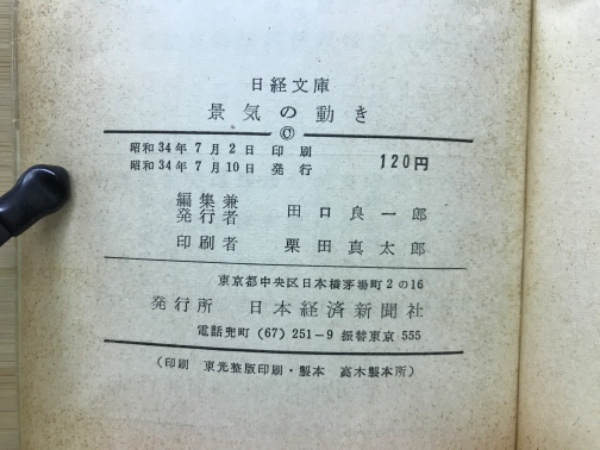 日経文庫
景気の動き
©
昭和34年7月2日 印刷
昭和34年7月10日 発行
120円
編集兼
発行者 田口良一郎
印刷者 栗田真太郎
東京都中央区日本橋茅場町2の16
発行所 日本経済新聞社
電話兜町(67)251-9 振替東京 555
(印刷 東光整版印刷・製本 高木製本所)